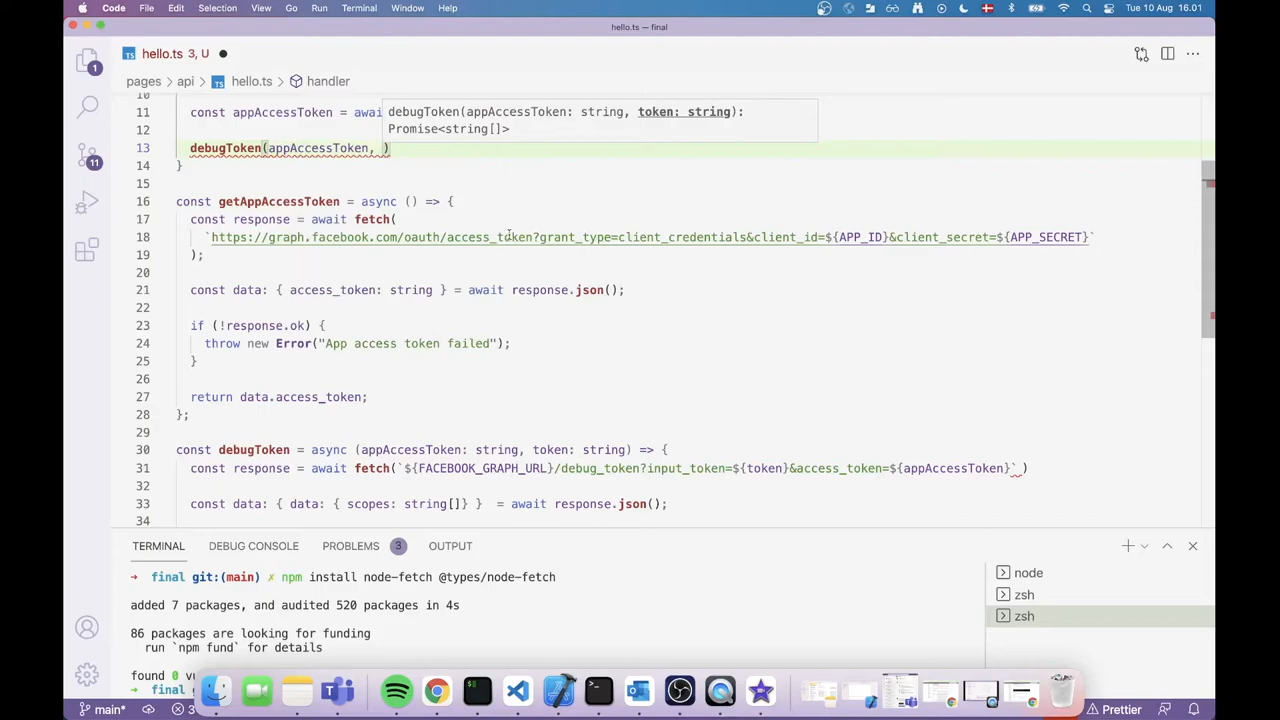 Code File Edit Selection View Go Run Terminal Window Help Tue 10 Aug 16.01
hello.ts — final
TS hello.ts 3, U
pages > api > TS hello.ts > handler
10
11 const appAccessToken = awai
debugToken(appAccessToken: string, token: string):
Promise<string[]>
12
13 debugToken(appAccessToken, )
14 }
15
16 const getAppAccessToken = async () => {
17 const response = await fetch(
18 `https://graph.facebook.com/oauth/access_token?grant_type=client_credentials&client_id=${APP_ID}&client_secret=${APP_SECRET}`
19 );
20
21 const data: { access_token: string } = await response.json();
22
23 if (!response.ok) {
24 throw new Error("App access token failed");
25 }
26
27 return data.access_token;
28 };
29
30 const debugToken = async (appAccessToken: string, token: string) => {
31 const response = await fetch(`${FACEBOOK_GRAPH_URL}/debug_token?input_token=${token}&access_token=${appAccessToken}` )
32
33 const data: { data: { scopes: string[]} } = await response.json();
34
1
11
TERMINAL DEBUG CONSOLE PROBLEMS 3 OUTPUT
→ final git:(main) ✗ npm install node-fetch @types/node-fetch
added 7 packages, and audited 520 packages in 4s
86 packages are looking for funding
run `npm fund` for details
found 0 vu
→ final g
node
zsh
zsh
main* 3 Prettier